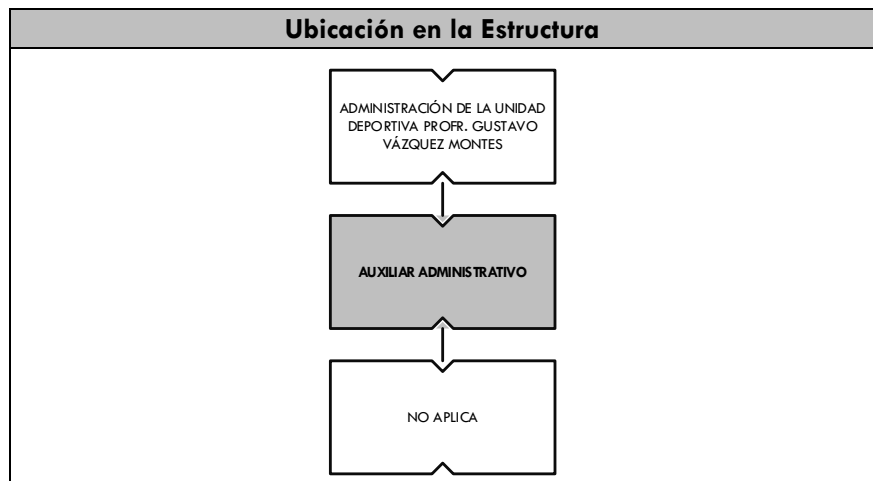 Ubicación en la Estructura
ADMINISTRACIÓN DE LA UNIDAD
DEPORTIVA PROFR. GUSTAVO
VÁZQUEZ MONTES
AUXILIAR ADMINISTRATIVO
NO APLICA